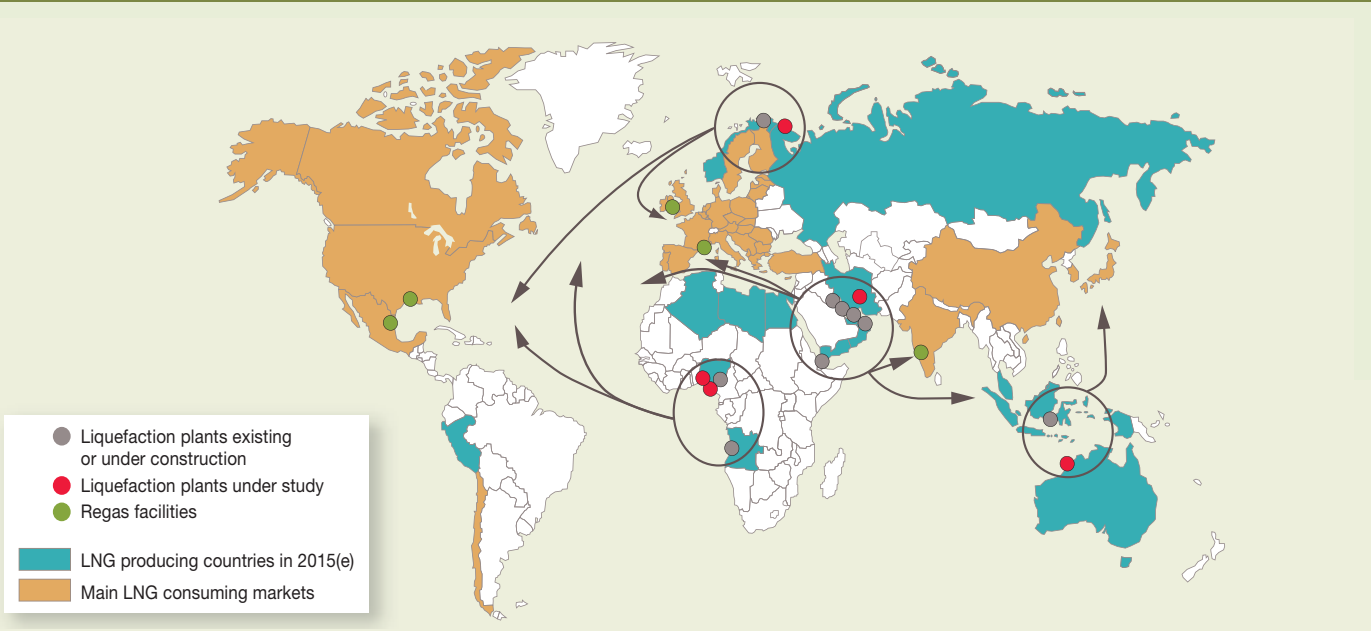 Liquefaction plants existing
or under construction
Liquefaction plants under study
Regas facilities
LNG producing countries in 2015(e)
Main LNG consuming markets